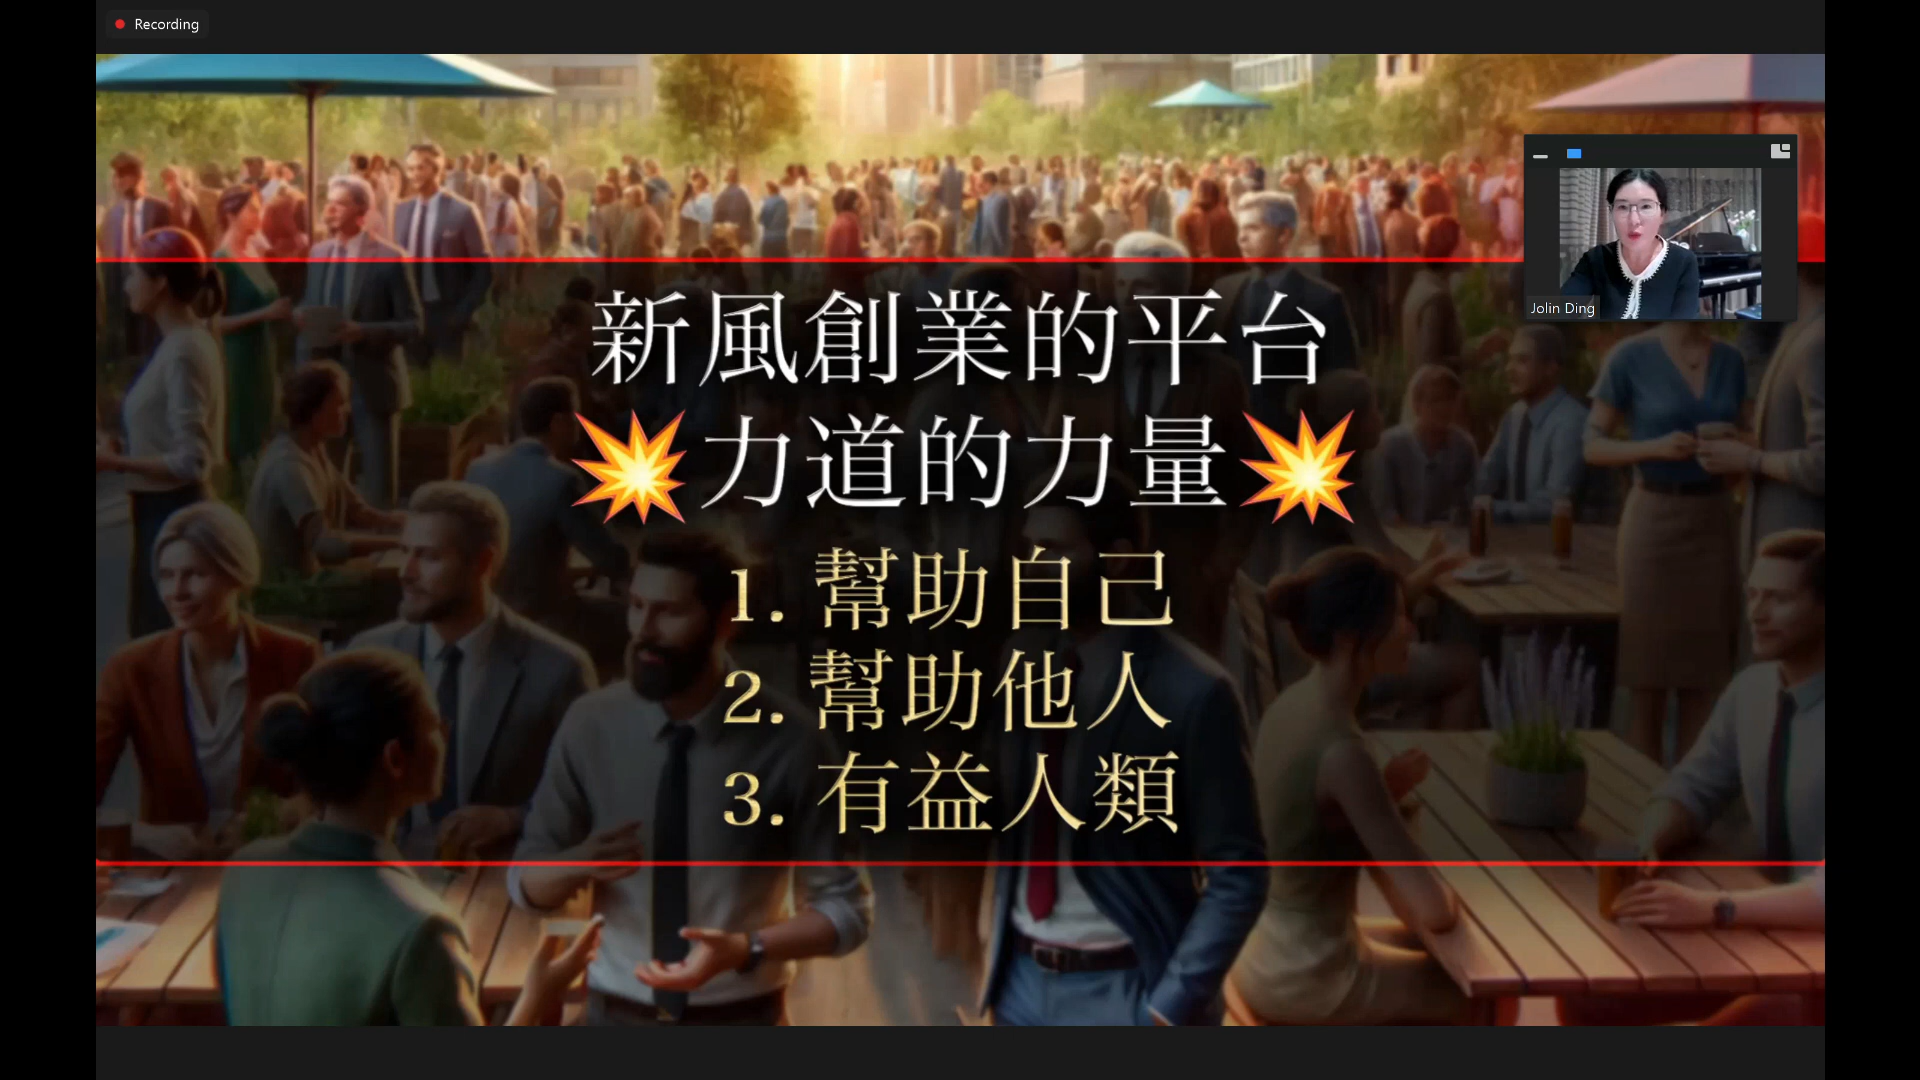 Recording
新風創業的平台
💥力道的力量💥
1. 幫助自己
2. 幫助他人
3. 有益人類
Jolin Ding